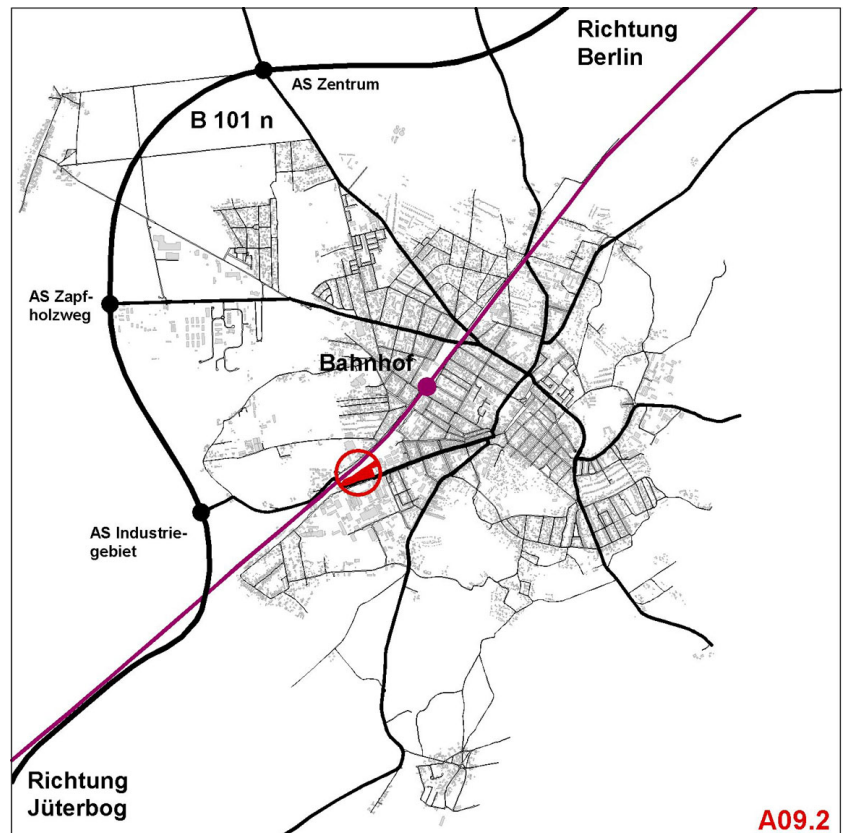 Richtung
Berlin
AS Zentrum
B 101 n
AS Zapf-
holzweg
Bahnhof
AS Industrie-
gebiet
Richtung
Jüterbog
A09.2